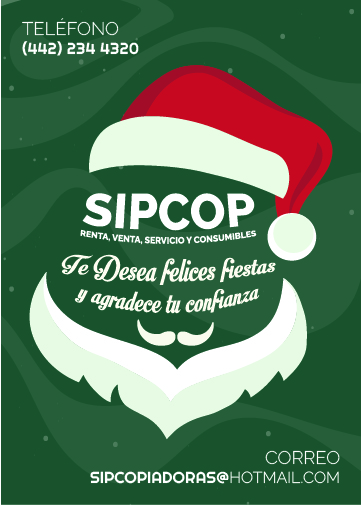 TELÉFONO
(442) 234 4320
SIPCOP
RENTA, VENTA, SERVICIO Y CONSUMIBLES
Te Desea felices fiestas
y agradece tu confianza
CORREO
SIPCOPIADORAS@HOTMAIL.COM